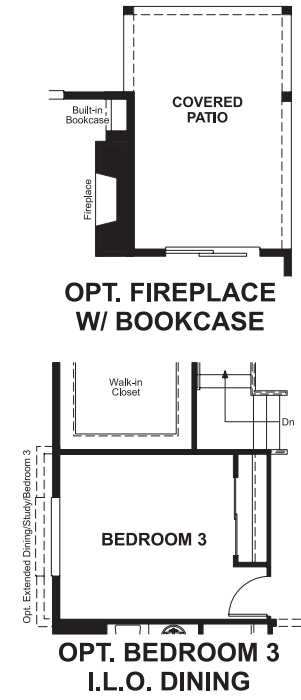 Built-in
Bookcase
COVERED
PATIO
Fireplace
OPT. FIREPLACE
W/ BOOKCASE
Walk-in
Closet
Dn
Opt. Extended Dining/Study/Bedroom 3
BEDROOM 3
OPT. BEDROOM 3
I.L.O. DINING